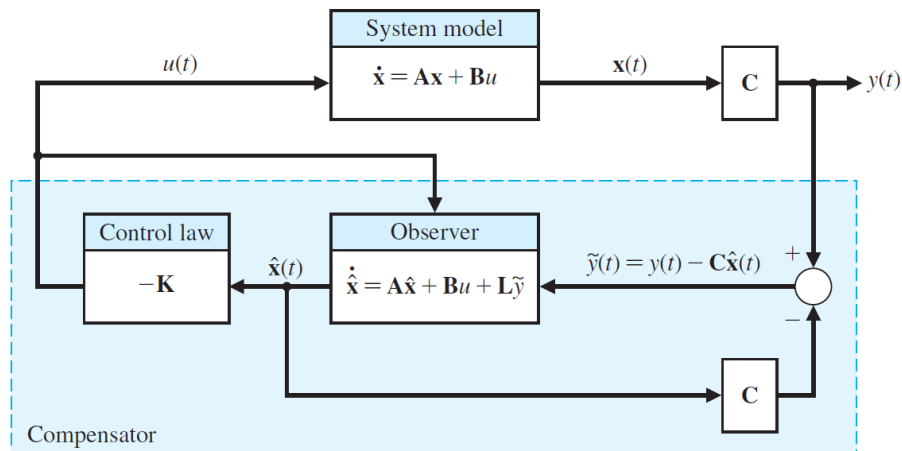 System model
u(t)
ẋ = Ax + Bu
x(t)
C
y(t)
Control law
Observer
−K
x̂(t)
x̂̇ = Ax̂ + Bu + Lỹ
ỹ(t) = y(t) − Cx̂(t)
+
−
C
Compensator